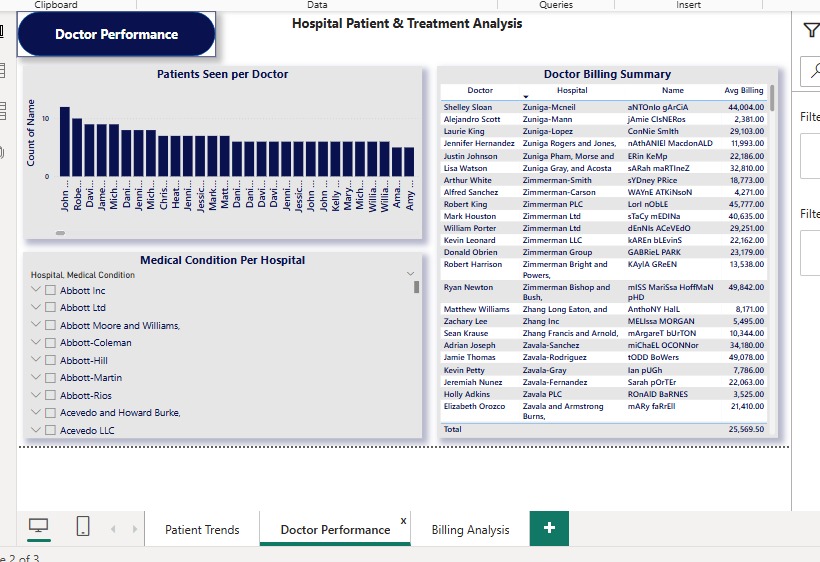 Clipboard Data Queries Insert
Doctor Performance
Hospital Patient & Treatment Analysis
Patients Seen per Doctor
Count of Name
10
0
John ... Robe... Davi... Jame... Mich... Dani... Jenni... Mich... Chris... Heat... Jenni... Jessic... Mark... Matt... Dani... Dani... Davi... Davi... Jenni... Jessic... John ... John ... Kelly ... Mary... Mich... Willia... Willia... Ama... Amy ...
Medical Condition Per Hospital
Hospital, Medical Condition
Abbott Inc
Abbott Ltd
Abbott Moore and Williams,
Abbott-Coleman
Abbott-Hill
Abbott-Martin
Abbott-Rios
Acevedo and Howard Burke,
Acevedo LLC
Doctor Billing Summary
Doctor Hospital Name Avg Billing
Shelley Sloan Zuniga-Mcneil aNTOnIo gArCiA 44,004.00
Alejandro Scott Zuniga-Mann jAmie CIsNERos 2,381.00
Laurie King Zuniga-Lopez ConNie SmIth 29,103.00
Jennifer Hernandez Zuniga Rogers and Jones, nAthANIEl MacdonALD 11,993.00
Justin Johnson Zuniga Pham, Morse and ERin KeMp 22,186.00
Lisa Watson Zuniga Gray, and Acosta sARah maRTIneZ 32,810.00
Arthur White Zimmerman-Smith sYDney PRice 18,773.00
Alfred Sanchez Zimmerman-Carson WAYnE ATKiNsoN 4,271.00
Robert King Zimmerman PLC LorI nOBLE 45,777.00
Mark Houston Zimmerman Ltd sTaCy mEDINa 40,635.00
William Porter Zimmerman Ltd dEnNIs ACeVEdO 29,251.00
Kevin Leonard Zimmerman LLC kAREn bLEvinS 22,162.00
Donald Obrien Zimmerman Group GABRieL PARK 23,179.00
Robert Harrison Zimmerman Bright and Powers, KAylA GReEN 13,538.00
Ryan Newton Zimmerman Bishop and Bush, mISS MariSsa HoffMaN pHD 49,842.00
Matthew Williams Zhang Long Eaton, and AnthoNY HalL 8,171.00
Zachary Lee Zhang Inc MELIssa MORGAN 5,495.00
Sean Krause Zhang Francis and Arnold, mArgareT bUrTON 10,344.00
Adrian Joseph Zavala-Sanchez miChaEL OCONNor 34,180.00
Jamie Thomas Zavala-Rodriguez tODD BoWers 49,078.00
Kevin Petty Zavala-Gray Ian pUGh 7,786.00
Jeremiah Nunez Zavala-Fernandez Sarah pOrTEr 22,063.00
Holly Adkins Zavala PLC ROnAlD BaRNES 3,525.00
Elizabeth Orozco Zavala and Armstrong Burns, mARy faRrEll 21,410.00
Total 25,569.50
Filte
Filte
Patient Trends Doctor Performance x Billing Analysis +
e 2 of 3